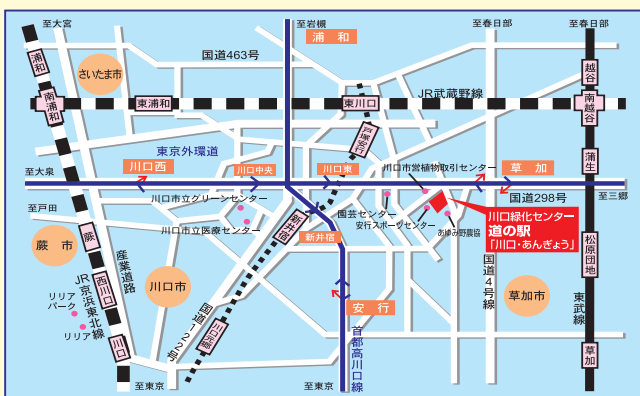 至大宮
至岩槻
至春日部
至春日部
浦和
浦和
国道463号
さいたま市
越谷
南浦和
東浦和
東川口
JR武蔵野線
南越谷
戸塚安行
東京外環道
蒲生
至大泉
川口西
川口中央
川口東
川口市営植物取引センター
草加
至三郷
国道298号
川口市立グリーンセンター
至戸田
園芸センター
安行スポーツセンター
川口緑化センター
道の駅
「川口・あんぎょう」
川口市立医療センター
新井宿
新井宿
あゆみ野農協
蕨
蕨市
産業道路
松原団地
国道4号線
西川口
JR京浜東北線
川口市
草加市
リリアパーク
安行
東武線
国道122号
リリア
川口
川口元郷
首都高川口線
草加
至東京
至東京
至東京